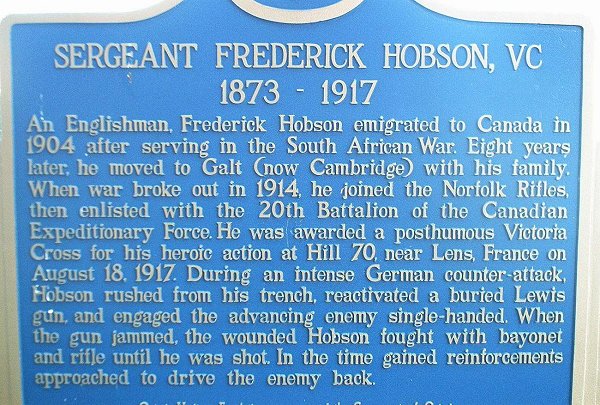 SERGEANT FREDERICK HOBSON, VC
1873 - 1917
An Englishman, Frederick Hobson emigrated to Canada in
1904 after serving in the South African War. Eight years
later, he moved to Galt (now Cambridge) with his family.
When war broke out in 1914, he joined the Norfolk Rifles,
then enlisted with the 20th Battalion of the Canadian
Expeditionary Force. He was awarded a posthumous Victoria
Cross for his heroic action at Hill 70, near Lens, France on
August 18, 1917. During an intense German counter-attack,
Hobson rushed from his trench, reactivated a buried Lewis
gun, and engaged the advancing enemy single-handed. When
the gun jammed, the wounded Hobson fought with bayonet
and rifle until he was shot. In the time gained reinforcements
approached to drive the enemy back.